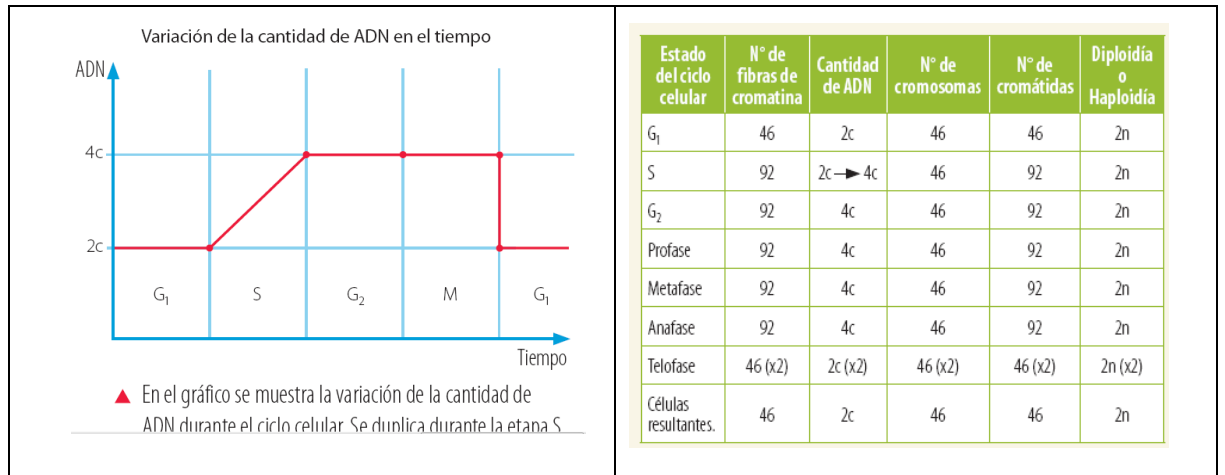 Variación de la cantidad de ADN en el tiempo
ADN
4c
2c
G₁ S G₂ M G₁
Tiempo
▲ En el gráfico se muestra la variación de la cantidad de
ADN durante el ciclo celular. Se duplica durante la etapa S
Estado del ciclo celular | N° de fibras de cromatina | Cantidad de ADN | N° de cromosomas | N° de cromátidas | Diploidía o Haploidía
G₁ | 46 | 2c | 46 | 46 | 2n
S | 92 | 2c → 4c | 46 | 92 | 2n
G₂ | 92 | 4c | 46 | 92 | 2n
Profase | 92 | 4c | 46 | 92 | 2n
Metafase | 92 | 4c | 46 | 92 | 2n
Anafase | 92 | 4c | 46 | 92 | 2n
Telofase | 46 (x2) | 2c (x2) | 46 (x2) | 46 (x2) | 2n (x2)
Células resultantes. | 46 | 2c | 46 | 46 | 2n